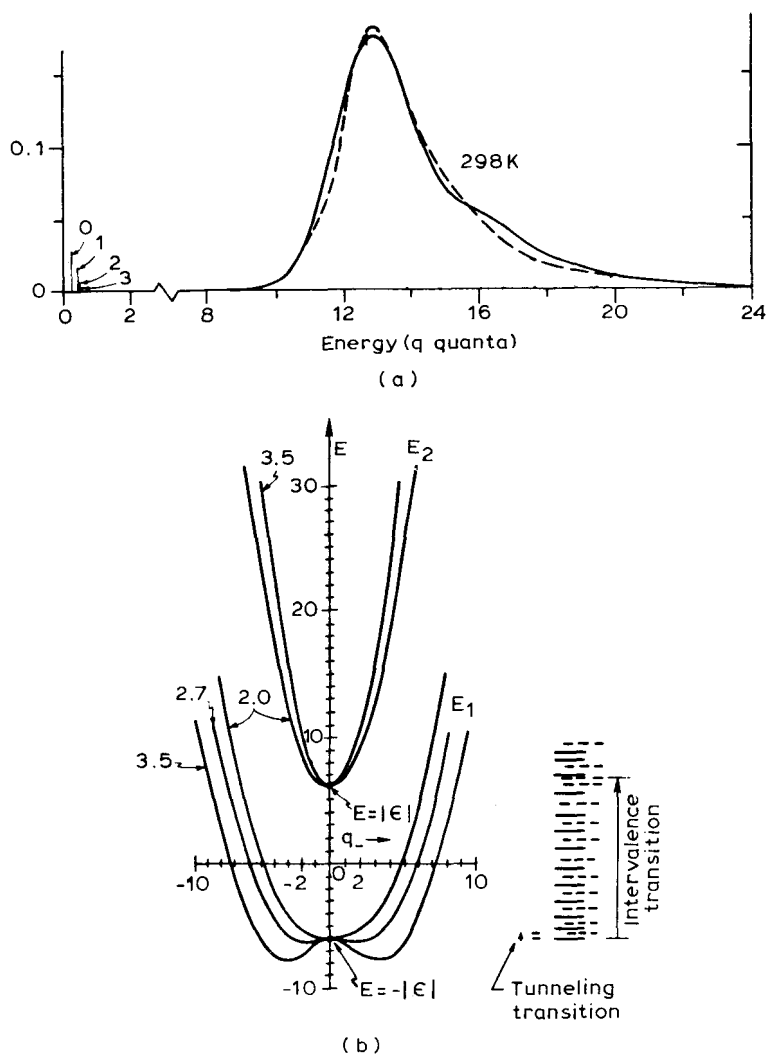 0.1
298K
0
1
2
3
0
0 2 8 12 16 20 24
Energy (q quanta)
(a)
E
E2
3.5
30
20
2.7
2.0
10
E1
3.5
E=|ϵ|
q_ →
-10 -2 0 2 10
-10
E=-|ϵ|
Intervalence
transition
Tunneling
transition
(b)